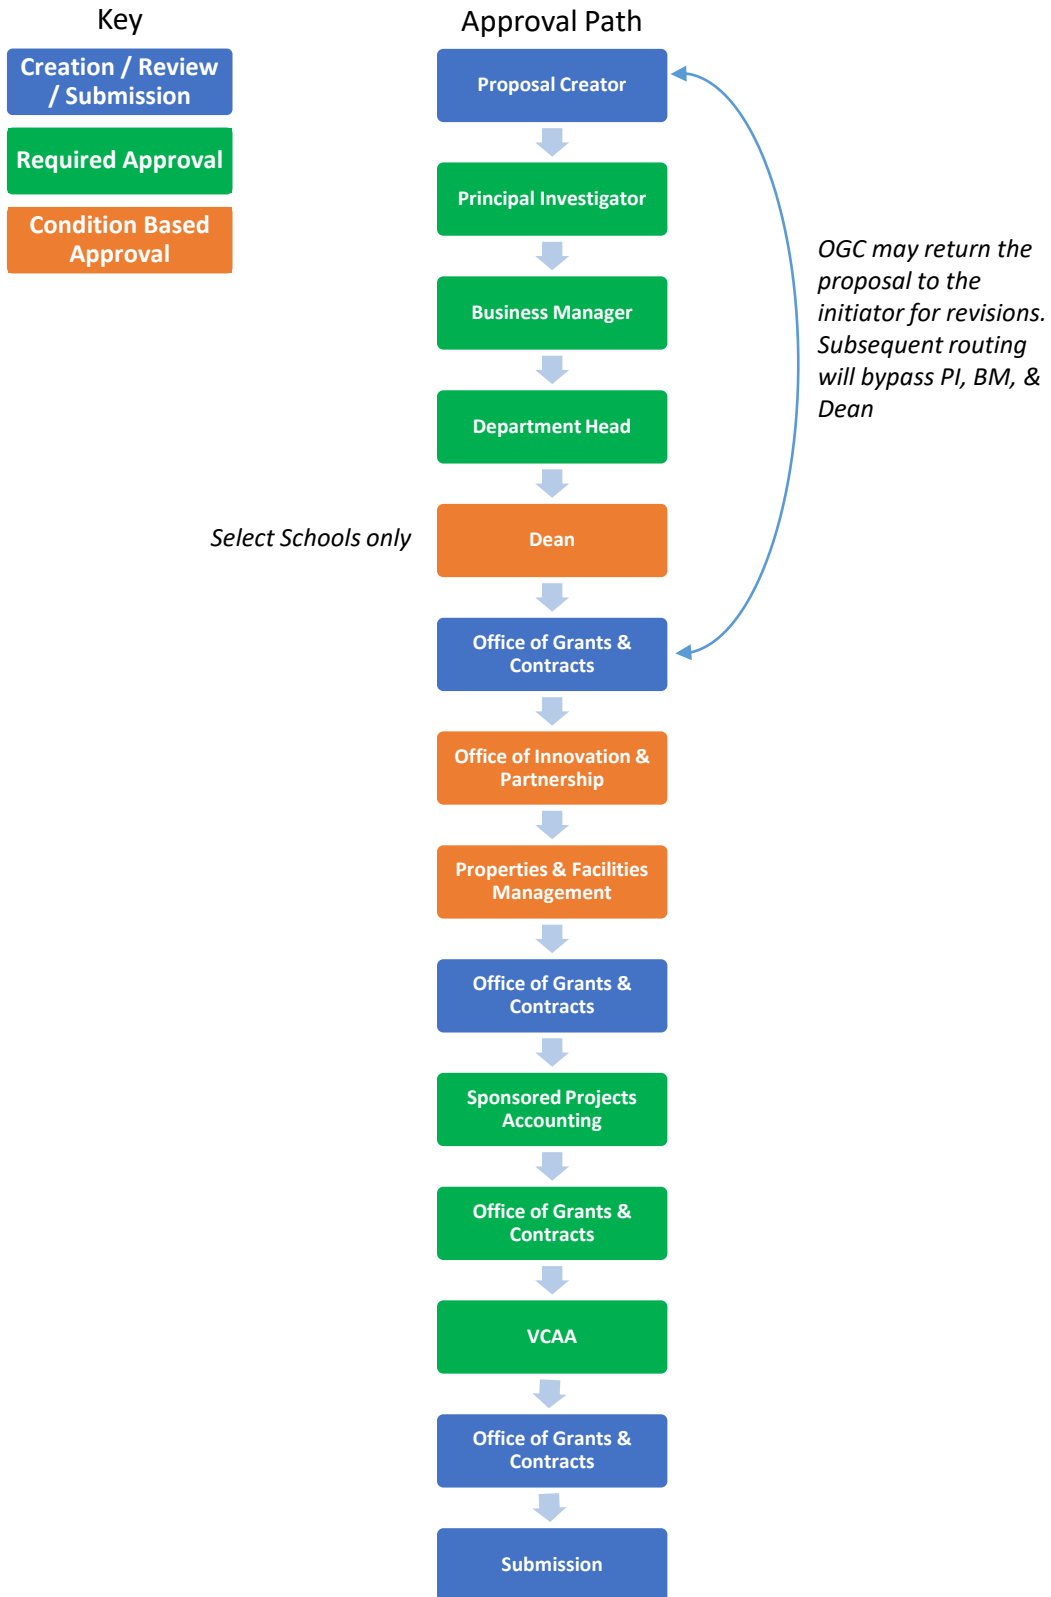 Key
Creation / Review
/ Submission
Required Approval
Condition Based
Approval
Approval Path
Proposal Creator
Principal Investigator
Business Manager
Department Head
Select Schools only
Dean
Office of Grants &
Contracts
OGC may return the
proposal to the
initiator for revisions.
Subsequent routing
will bypass PI, BM, &
Dean
Office of Innovation &
Partnership
Properties & Facilities
Management
Office of Grants &
Contracts
Sponsored Projects
Accounting
Office of Grants &
Contracts
VCAA
Office of Grants &
Contracts
Submission